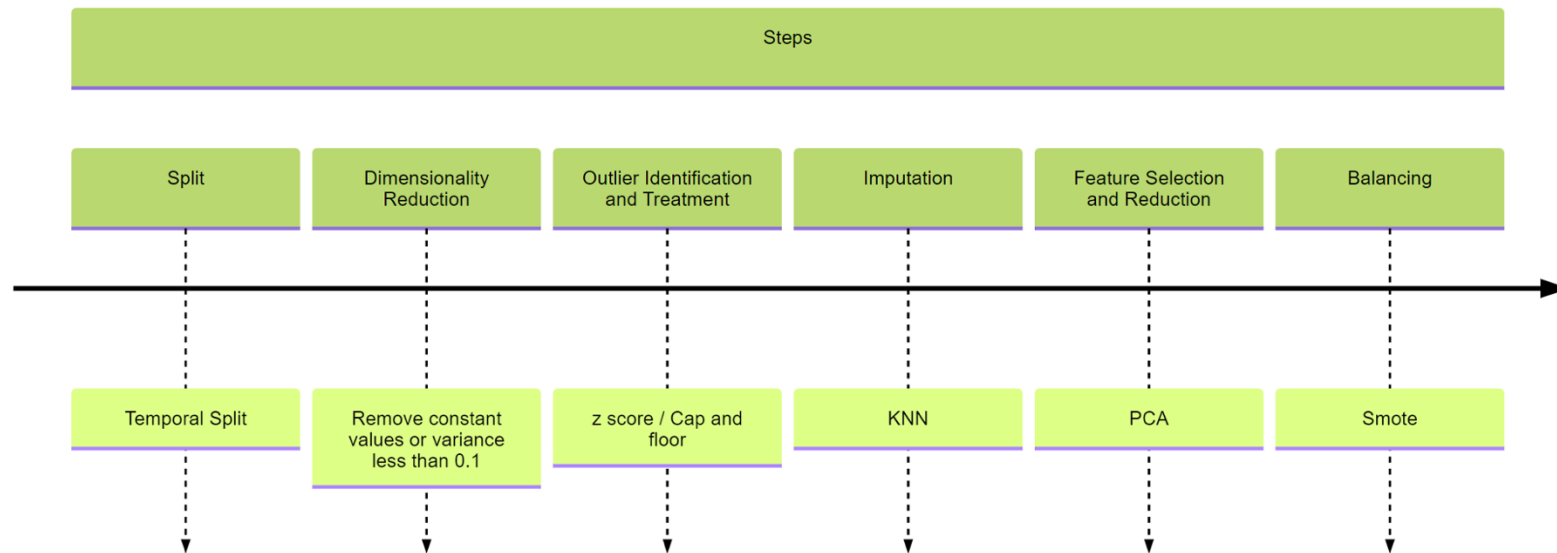 Steps
Split
Dimensionality
Reduction
Outlier Identification
and Treatment
Imputation
Feature Selection
and Reduction
Balancing
Temporal Split
Remove constant
values or variance
less than 0.1
z score / Cap and
floor
KNN
PCA
Smote